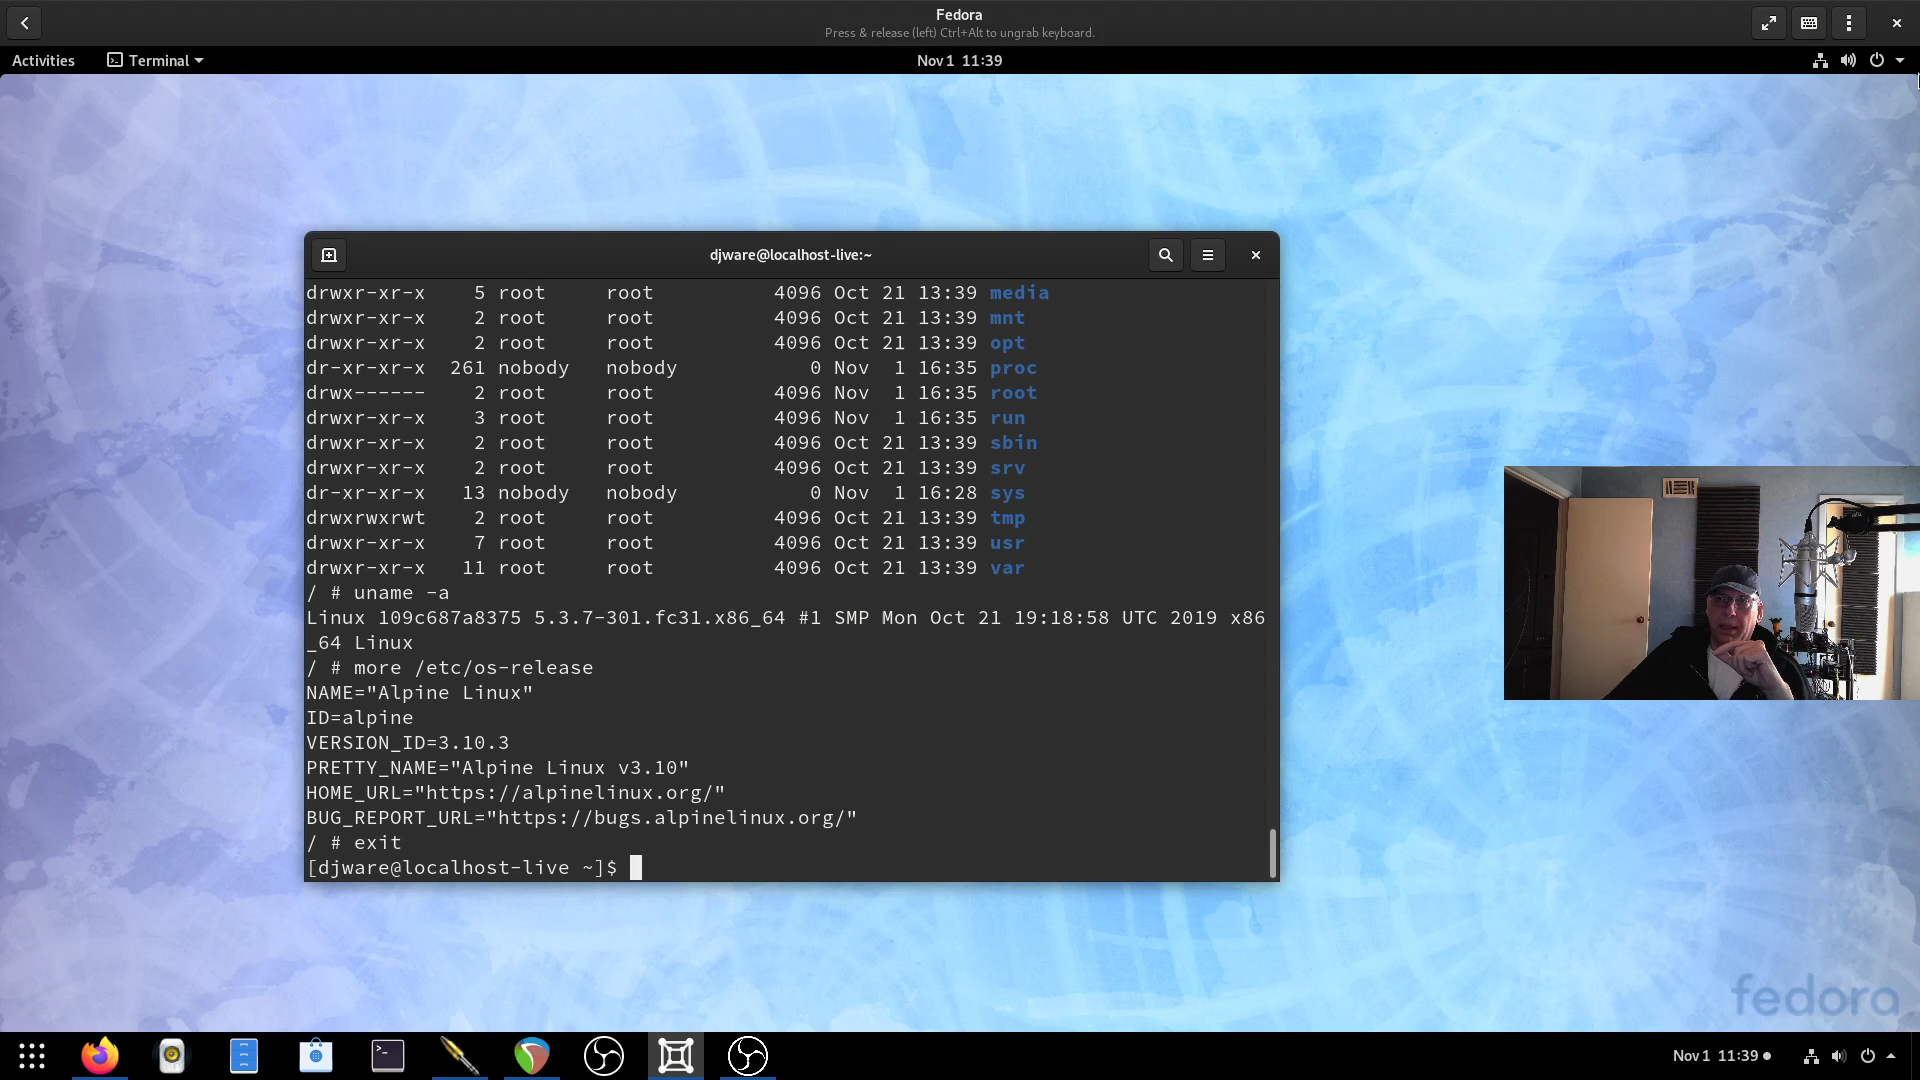 Fedora
Press & release (left) Ctrl+Alt to ungrab keyboard.
Activities Terminal Nov 1 11:39
djware@localhost-live:~
drwxr-xr-x    5 root     root          4096 Oct 21 13:39 media
drwxr-xr-x    2 root     root          4096 Oct 21 13:39 mnt
drwxr-xr-x    2 root     root          4096 Oct 21 13:39 opt
dr-xr-xr-x  261 nobody   nobody           0 Nov  1 16:35 proc
drwx------    2 root     root          4096 Nov  1 16:35 root
drwxr-xr-x    3 root     root          4096 Nov  1 16:35 run
drwxr-xr-x    2 root     root          4096 Oct 21 13:39 sbin
drwxr-xr-x    2 root     root          4096 Oct 21 13:39 srv
dr-xr-xr-x   13 nobody   nobody           0 Nov  1 16:28 sys
drwxrwxrwt    2 root     root          4096 Oct 21 13:39 tmp
drwxr-xr-x    7 root     root          4096 Oct 21 13:39 usr
drwxr-xr-x   11 root     root          4096 Oct 21 13:39 var
/ # uname -a
Linux 109c687a8375 5.3.7-301.fc31.x86_64 #1 SMP Mon Oct 21 19:18:58 UTC 2019 x86
_64 Linux
/ # more /etc/os-release
NAME="Alpine Linux"
ID=alpine
VERSION_ID=3.10.3
PRETTY_NAME="Alpine Linux v3.10"
HOME_URL="https://alpinelinux.org/"
BUG_REPORT_URL="https://bugs.alpinelinux.org/"
/ # exit
[djware@localhost-live ~]$
fedora
Nov 1 11:39